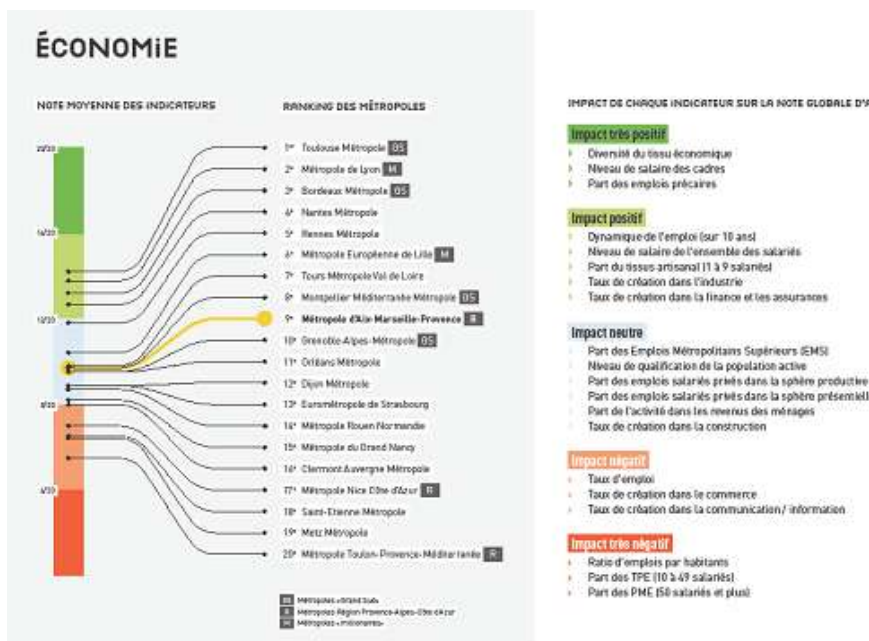 ÉCONOMiE
NOTE MOYENNE DES iNDiCATEURS
RANKiNG DES MÉTROPOLES
20/20
16/20
12/20
8/20
4/20
1er Toulouse Métropole GS
2e Métropole de Lyon M
3e Bordeaux Métropole GS
4e Nantes Métropole
5e Rennes Métropole
6e Métropole Européenne de Lille M
7e Tours Métropole Val de Loire
8e Montpellier Méditerranée Métropole GS
9e Métropole d'Aix-Marseille-Provence R
10e Grenoble-Alpes-Métropole GS
11e Orléans Métropole
12e Dijon Métropole
13e Eurométropole de Strasbourg
14e Métropole Rouen Normandie
15e Métropole du Grand Nancy
16e Clermont Auvergne Métropole
17e Métropole Nice Côte d'Azur R
18e Saint-Etienne Métropole
19e Metz Métropole
20e Métropole Toulon-Provence-Méditerranée R
GS Métropoles «Grand Sud»
R Métropoles Région Provence-Alpes-Côte d'Azur
M Métropoles «millionaires»
iMPACT DE CHAQUE iNDiCATEUR SUR LA NOTE GLOBALE D'A
Impact très positif
Diversité du tissu économique
Niveau de salaire des cadres
Part des emplois précaires
Impact positif
Dynamique de l'emploi (sur 10 ans)
Niveau de salaire de l'ensemble des salariés
Part du tissus artisanal (1 à 9 salariés)
Taux de création dans l'industrie
Taux de création dans la finance et les assurances
Impact neutre
Part des Emplois Métropolitains Supérieurs (EMS)
Niveau de qualification de la population active
Part des emplois salariés privés dans la sphère productive
Part des emplois salariés privés dans la sphère présentiell
Part de l'activité dans les revenus des ménages
Taux de création dans la construction
Impact négatif
Taux d'emploi
Taux de création dans le commerce
Taux de création dans la communication / information
Impact très négatif
Ratio d'emplois par habitants
Part des TPE (10 à 49 salariés)
Part des PME (50 salariés et plus)